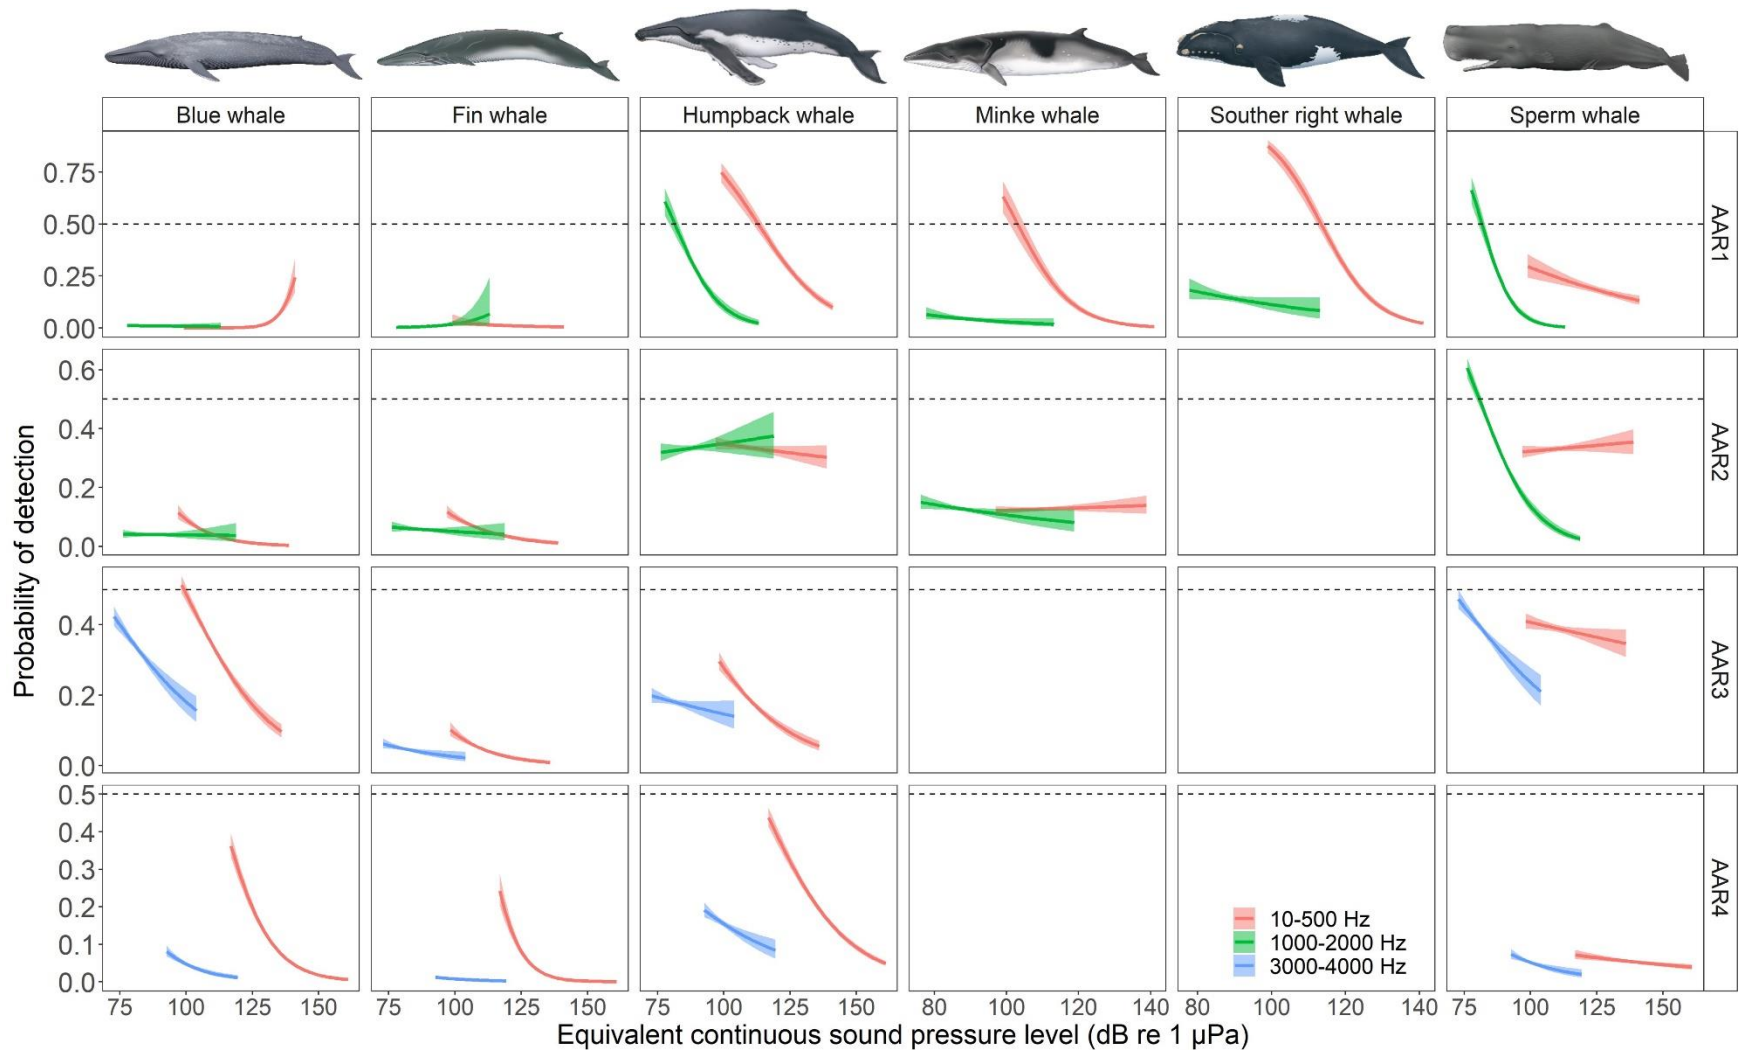 Blue whale
Fin whale
Humpback whale
Minke whale
Souther right whale
Sperm whale
0.75
0.50
0.25
0.00
AAR1
0.6
0.4
0.2
0.0
AAR2
0.4
0.2
0.0
AAR3
0.5
0.4
0.3
0.2
0.1
0.0
AAR4
Probability of detection
10-500 Hz
1000-2000 Hz
3000-4000 Hz
75 100 125 150
75 100 125 150
75 100 125 150
80 100 120 140
80 100 120 140
75 100 125 150
Equivalent continuous sound pressure level (dB re 1 µPa)